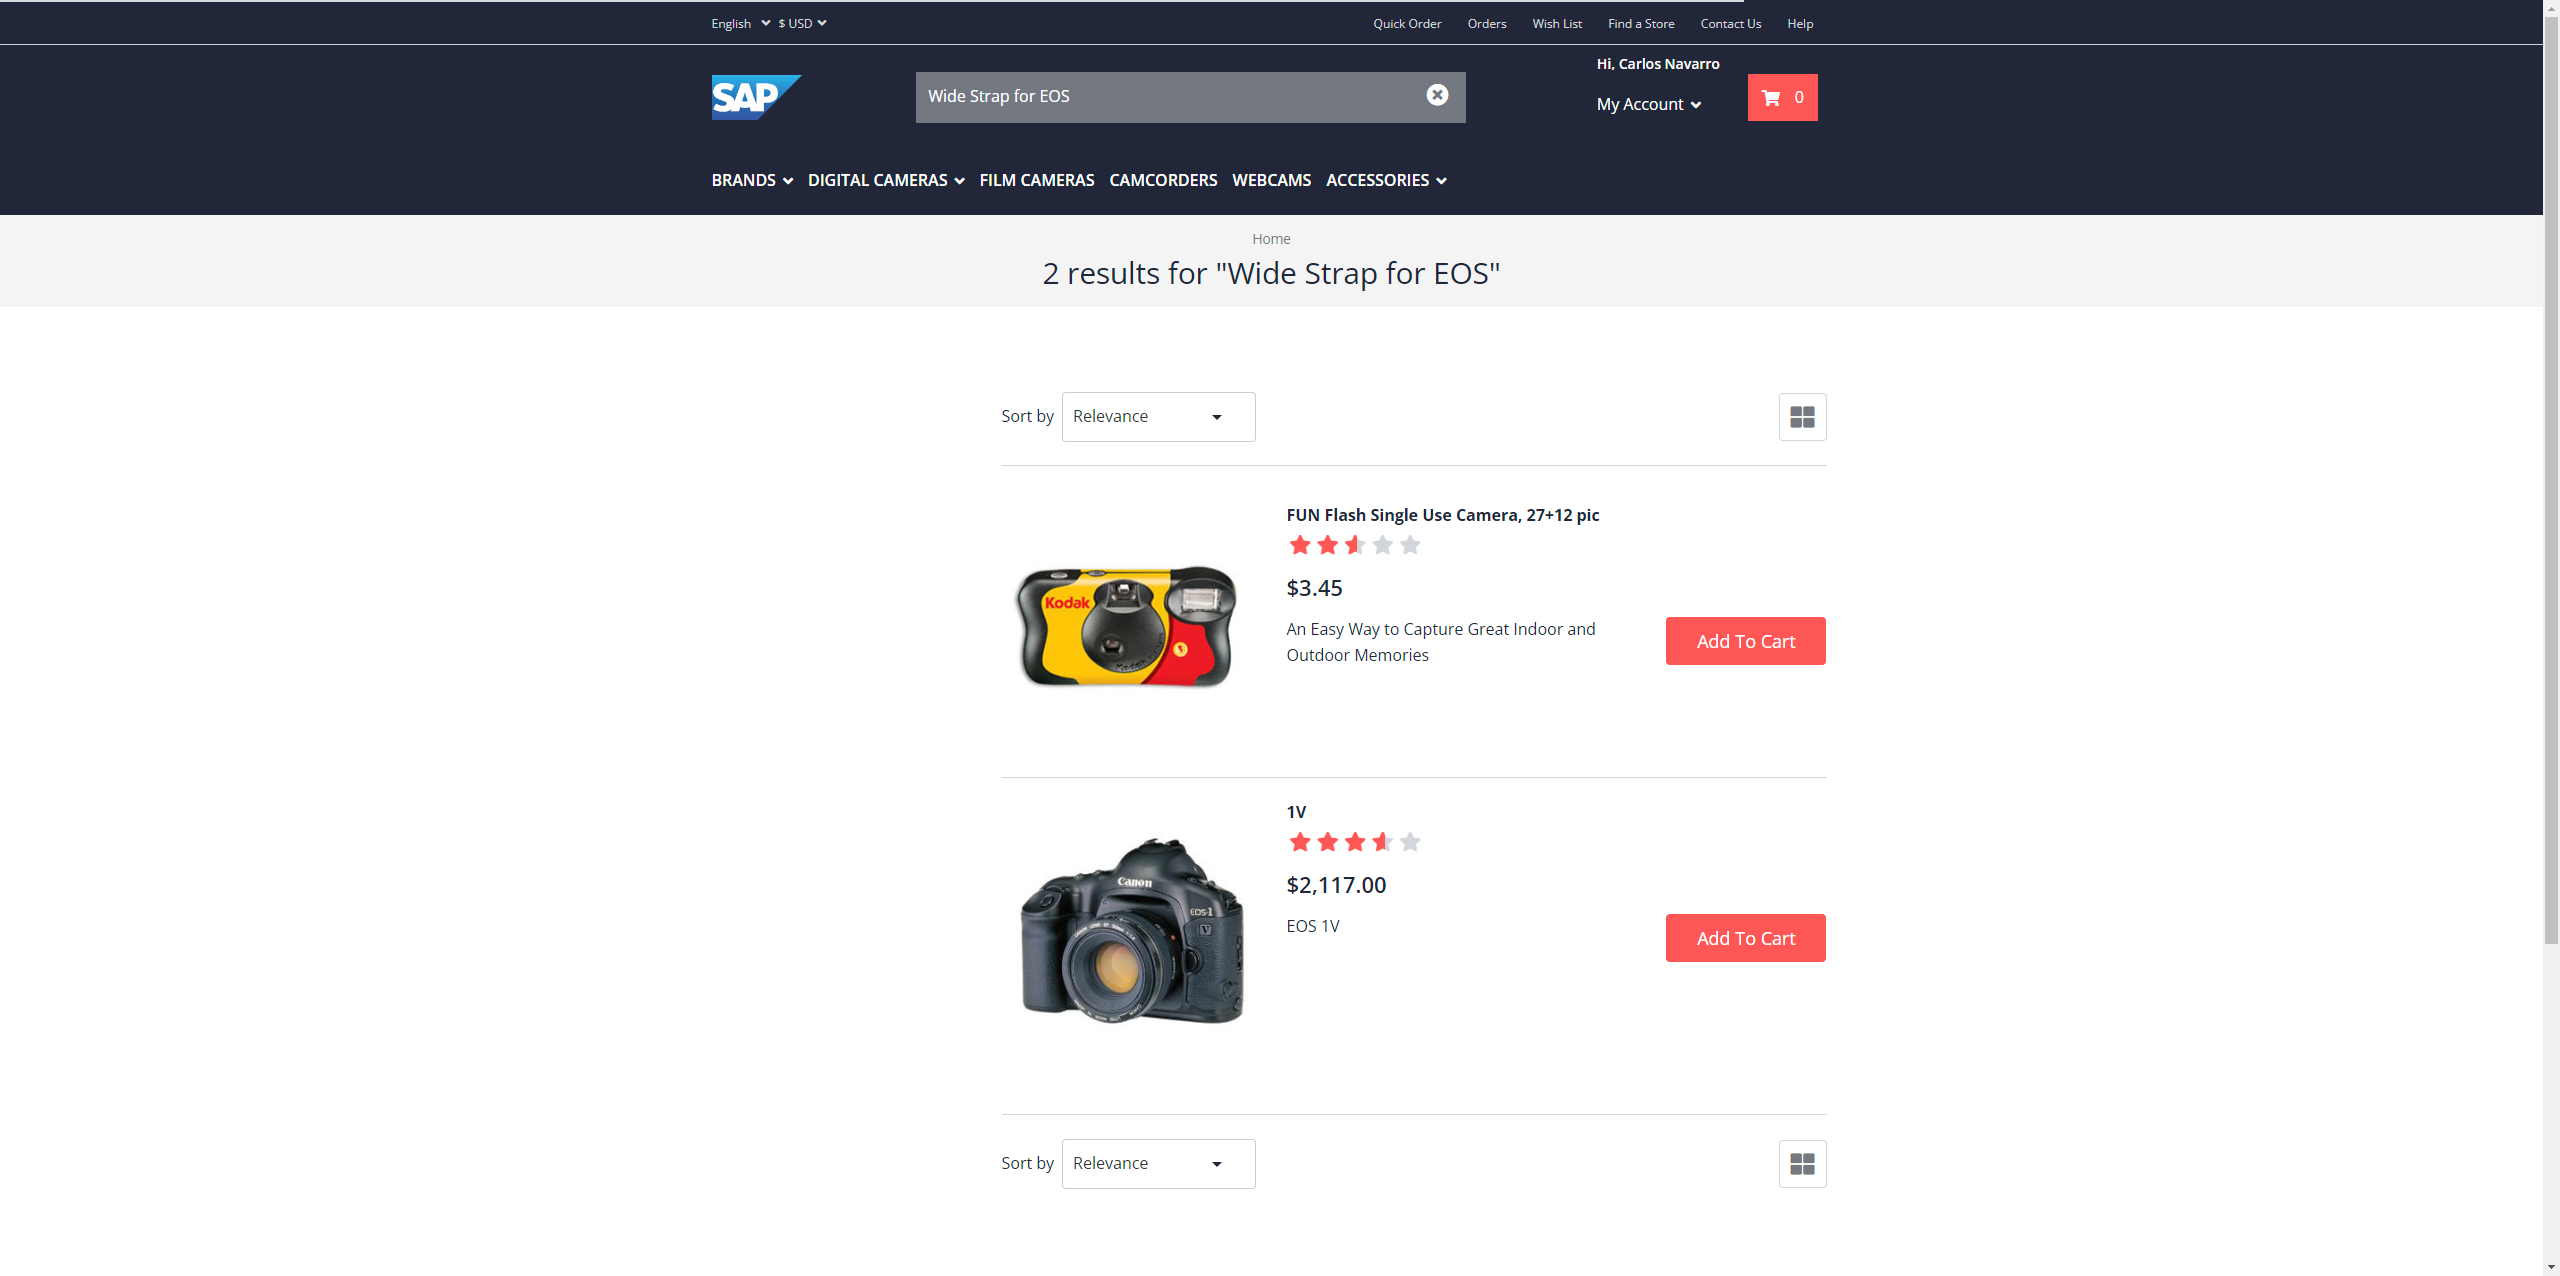 English $ USD Quick Order Orders Wish List Find a Store Contact Us Help
Hi, Carlos Navarro
SAP Wide Strap for EOS My Account 0
BRANDS DIGITAL CAMERAS FILM CAMERAS CAMCORDERS WEBCAMS ACCESSORIES
Home
2 results for "Wide Strap for EOS"
Sort by Relevance
FUN Flash Single Use Camera, 27+12 pic
$3.45
Kodak
An Easy Way to Capture Great Indoor and
Outdoor Memories
Add To Cart
1V
$2,117.00
Canon
EOS-1
V
EOS 1V
Add To Cart
Sort by Relevance